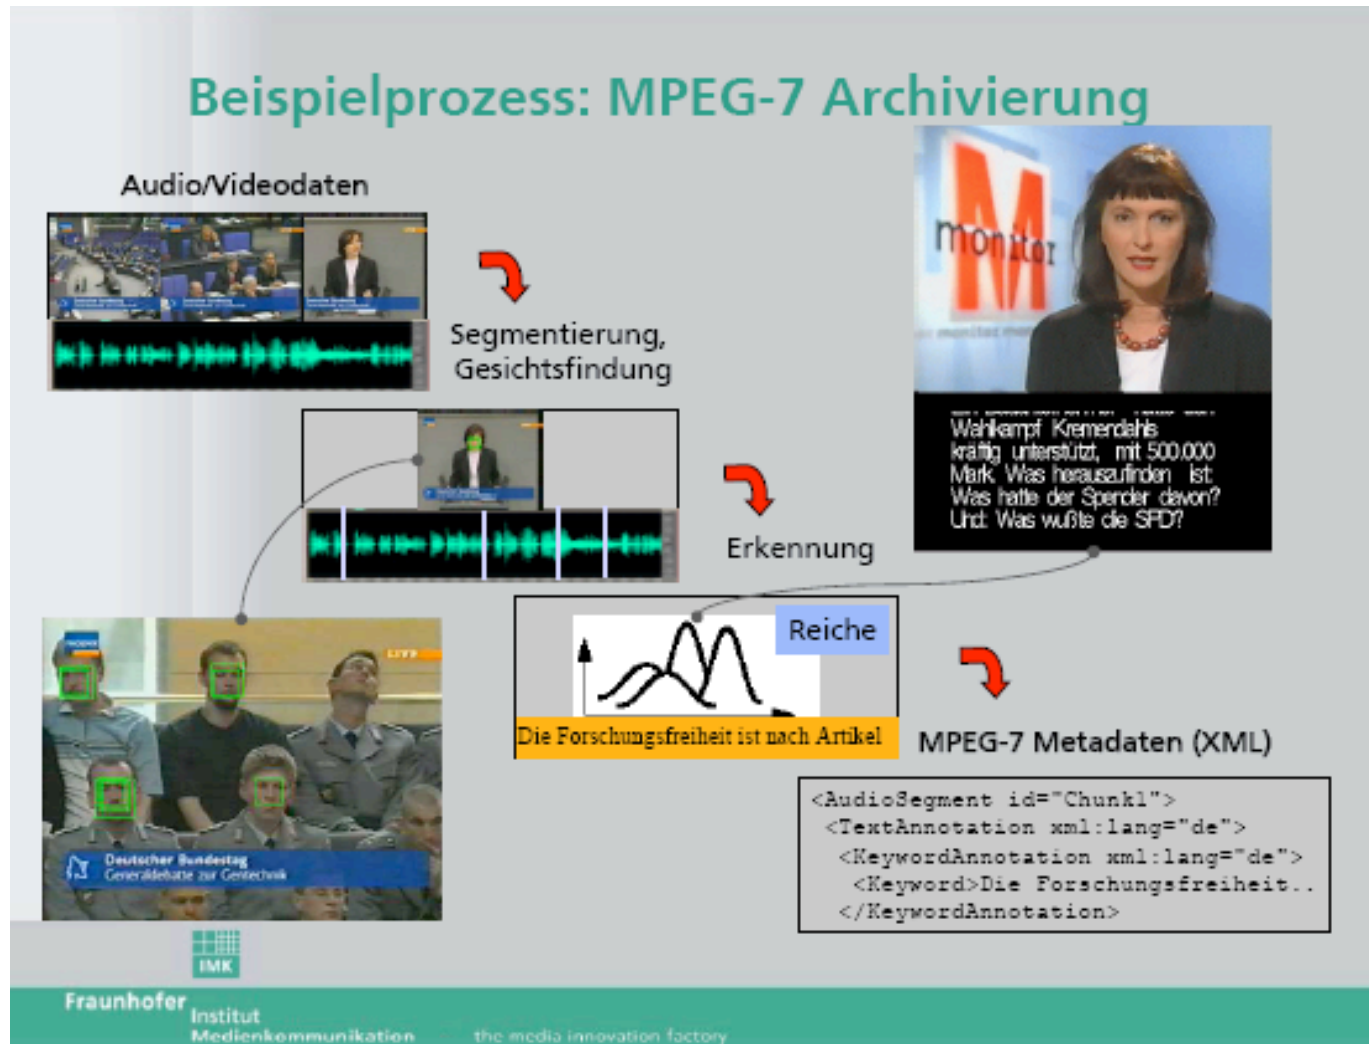 Beispielprozess: MPEG-7 Archivierung
Audio/Videodaten
Segmentierung,
Gesichtsfindung
Erkennung
monitor
Wahlkampf Kremendahls
kräftig unterstützt, mit 500.000
Mark. Was herauszufinden ist:
Was hatte der Spender davon?
Und: Was wußte die SPD?
Reiche
Die Forschungsfreiheit ist nach Artikel
LIVE
Deutscher Bundestag
Generaldebatte zur Gentechnik
MPEG-7 Metadaten (XML)
<AudioSegment id="Chunk1">
<TextAnnotation xml:lang="de">
<KeywordAnnotation xml:lang="de">
<Keyword>Die Forschungsfreiheit..
</KeywordAnnotation>
IMK
Fraunhofer
Institut
Medienkommunikation
the media innovation factory